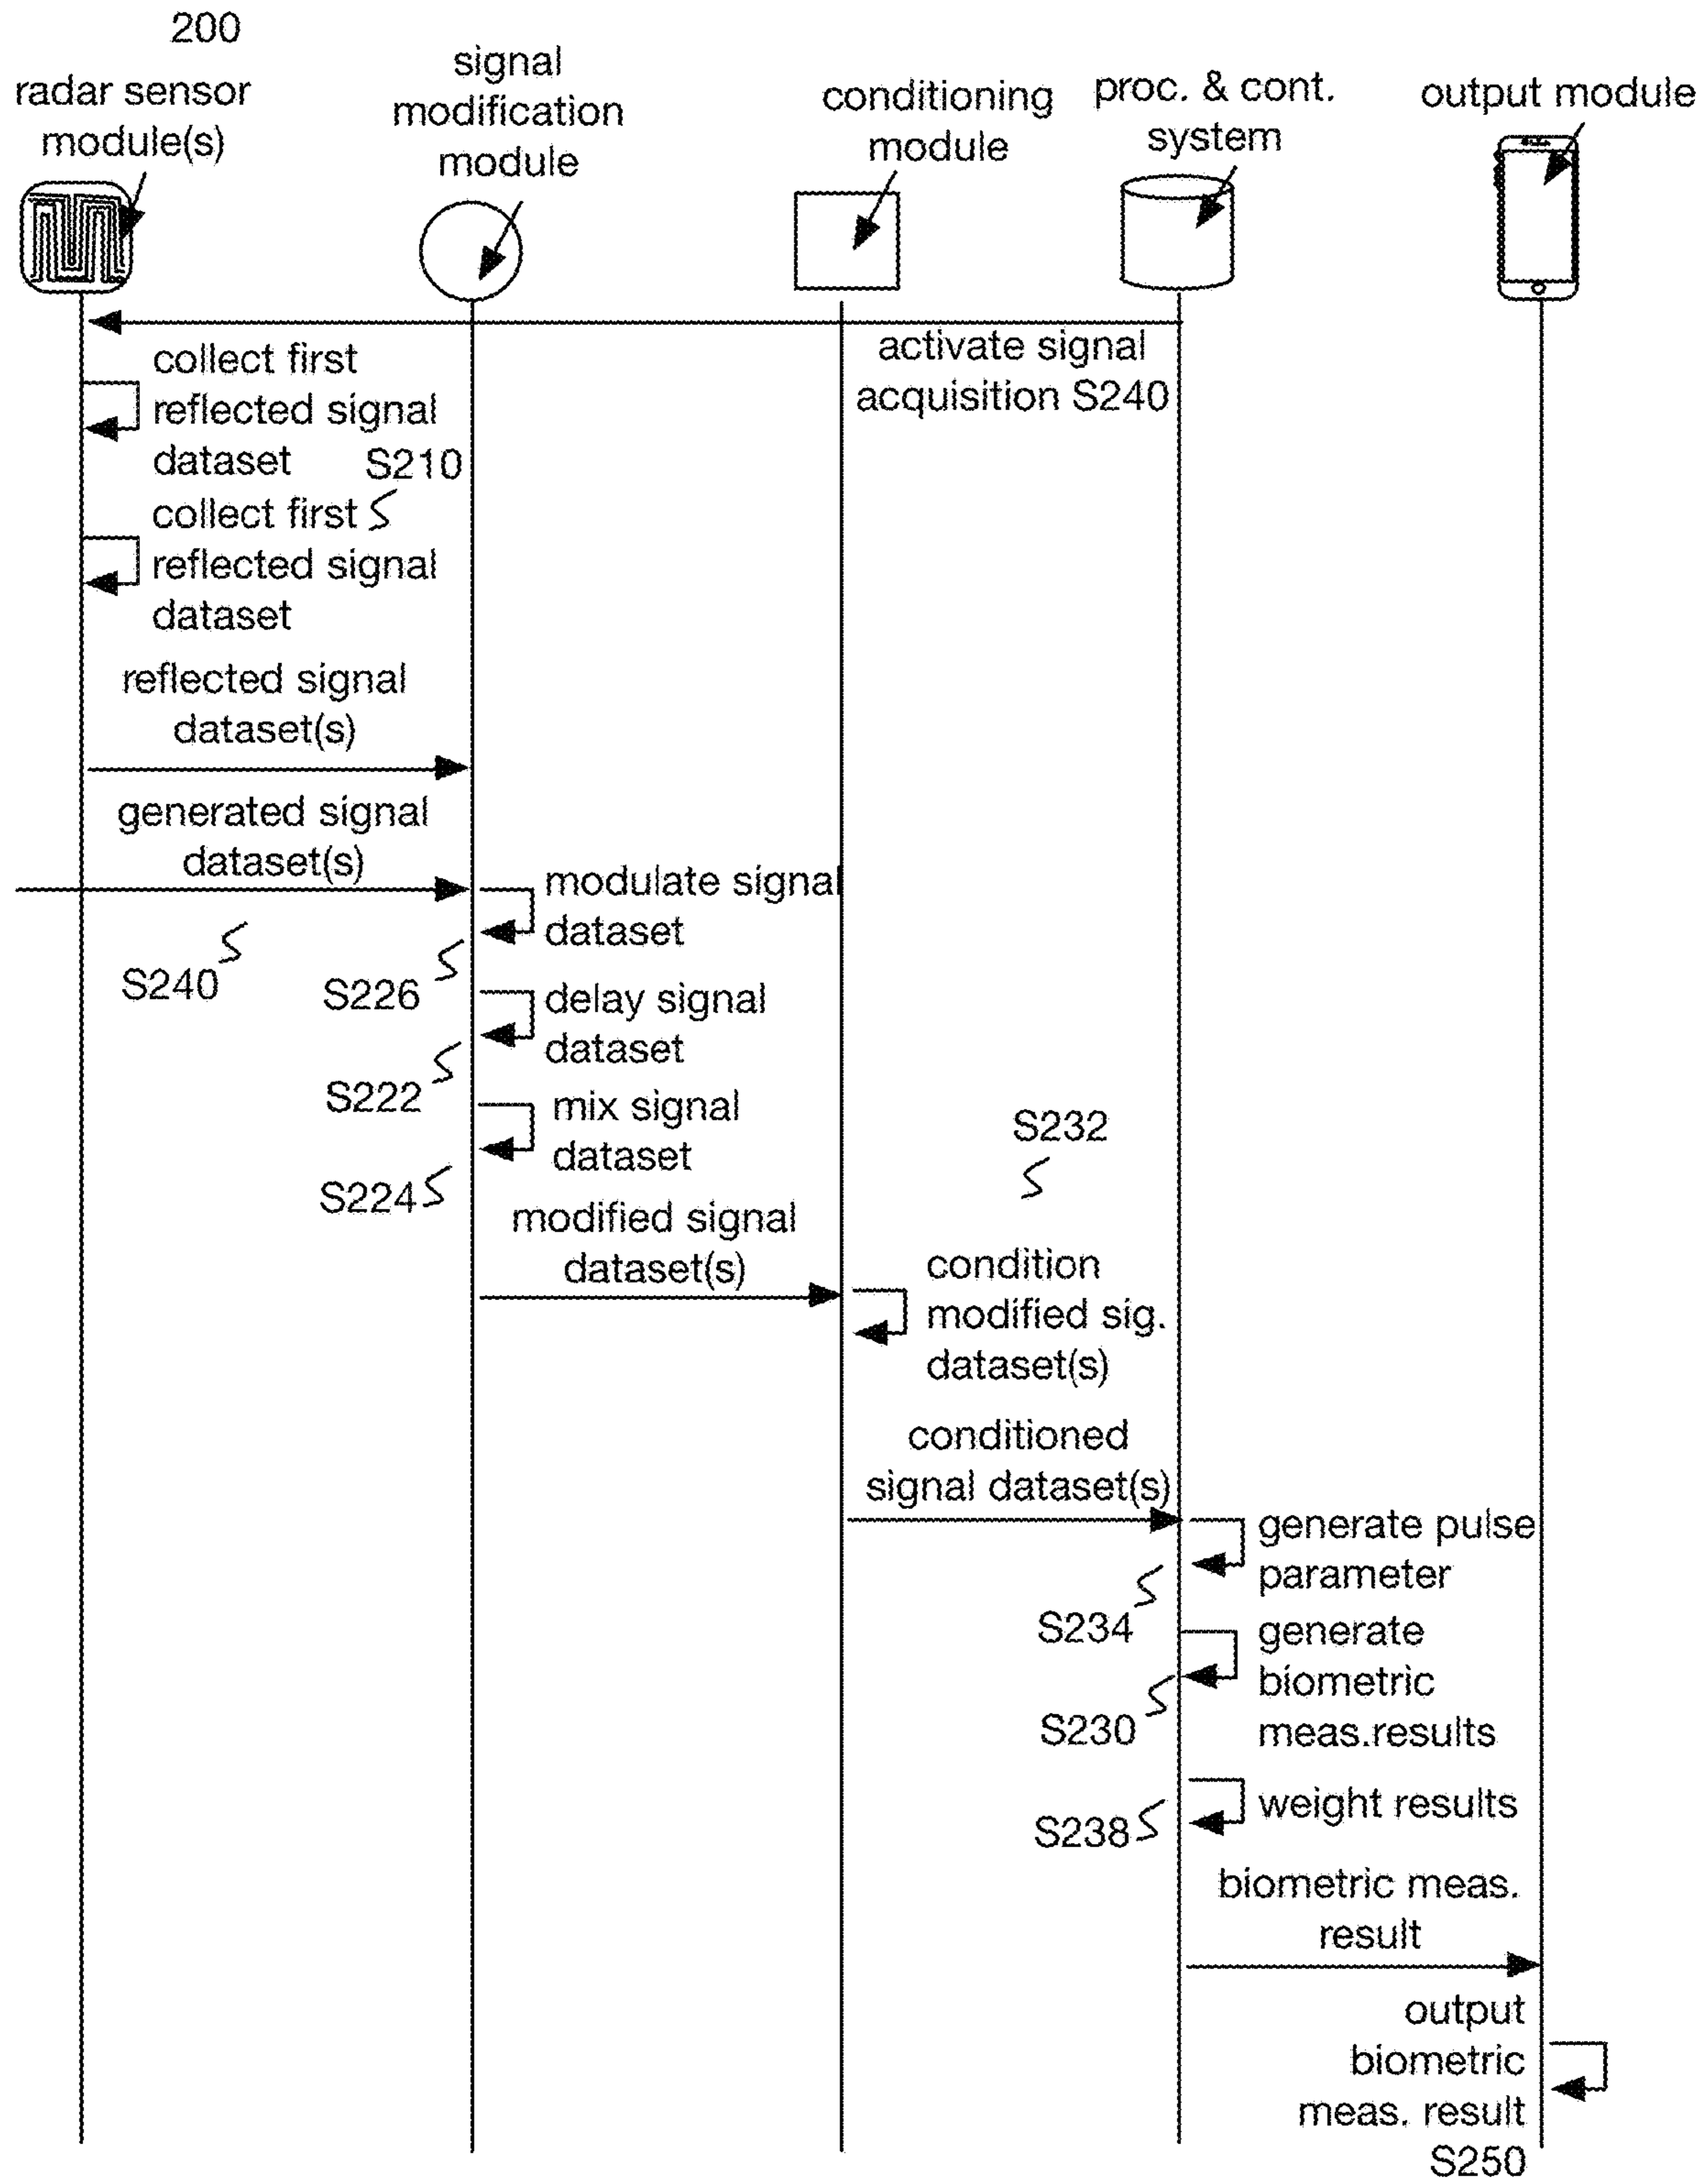 200
radar sensor
module(s)
signal
modification
module
conditioning
module
proc. & cont.
system
output module
activate signal
acquisition S240
collect first
reflected signal
dataset
S210
collect first
reflected signal
dataset
reflected signal
dataset(s)
generated signal
dataset(s)
S240
modulate signal
dataset
S226
delay signal
dataset
S222
mix signal
dataset
S224
modified signal
dataset(s)
S232
condition
modified sig.
dataset(s)
conditioned
signal dataset(s)
generate pulse
parameter
S234
generate
biometric
meas.results
S230
weight results
S238
biometric meas.
result
output
biometric
meas. result
S250